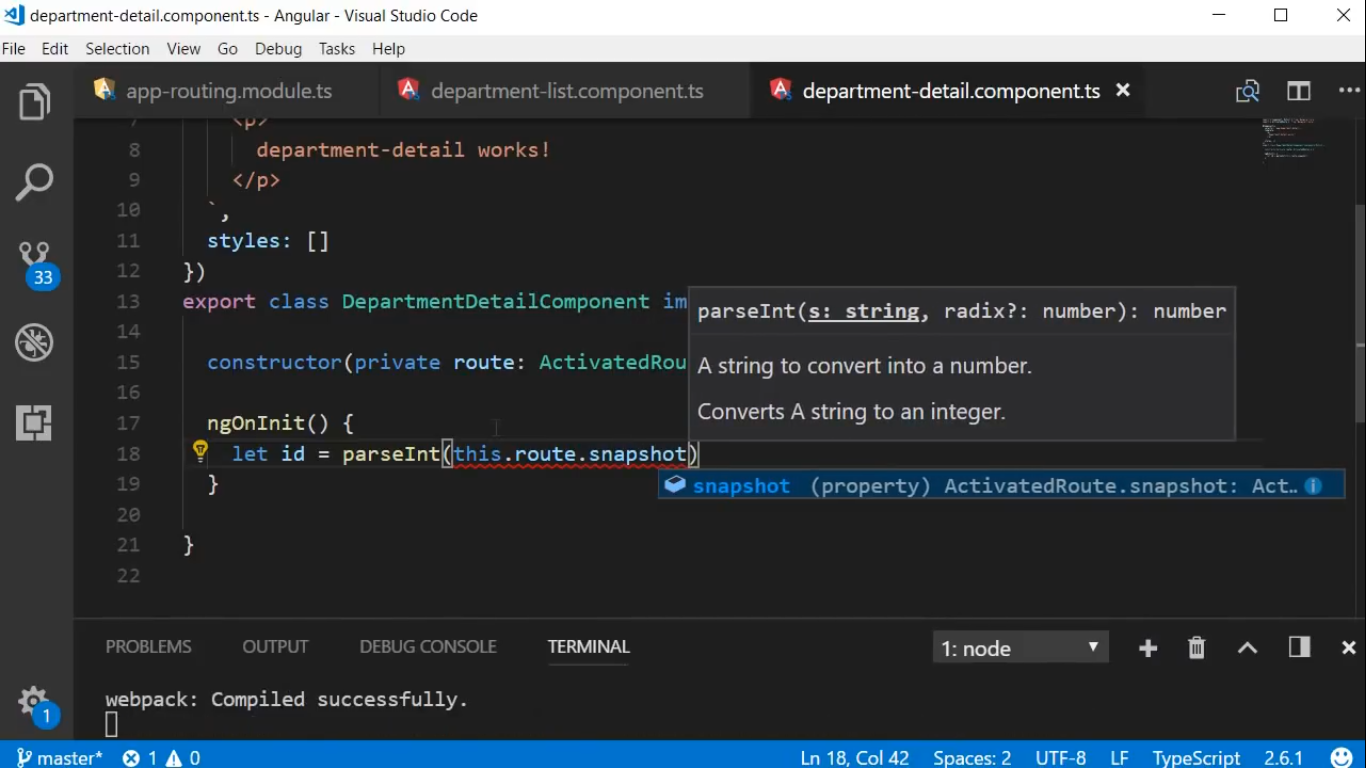 department-detail.component.ts - Angular - Visual Studio Code
File Edit Selection View Go Debug Tasks Help
app-routing.module.ts department-list.component.ts department-detail.component.ts
7 <p>
8 department-detail works!
9 </p>
10 `,
11 styles: []
12 })
13 export class DepartmentDetailComponent im
parseInt(s: string, radix?: number): number
14
15 constructor(private route: ActivatedRou
A string to convert into a number.
16
Converts A string to an integer.
17 ngOnInit() {
18 let id = parseInt(this.route.snapshot)
19 }
snapshot (property) ActivatedRoute.snapshot: Act…
20
21 }
22
PROBLEMS OUTPUT DEBUG CONSOLE TERMINAL 1: node
webpack: Compiled successfully.
33
1
master* 1 0 Ln 18, Col 42 Spaces: 2 UTF-8 LF TypeScript 2.6.1